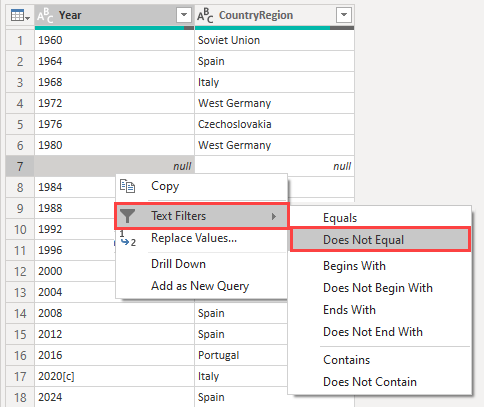 ABC Year ABC CountryRegion
1 1960 Soviet Union
2 1964 Spain
3 1968 Italy
4 1972 West Germany
5 1976 Czechoslovakia
6 1980 West Germany
7 null null
8 1984
Copy
9 1988
Text Filters
Equals
10 1992
1 2 Replace Values...
Does Not Equal
11 1996
Drill Down
Begins With
12 2000
Add as New Query
Does Not Begin With
13 2004
Ends With
14 2008 Spain
Does Not End With
15 2012 Spain
16 2016 Portugal
Contains
17 2020[c] Italy
Does Not Contain
18 2024 Spain